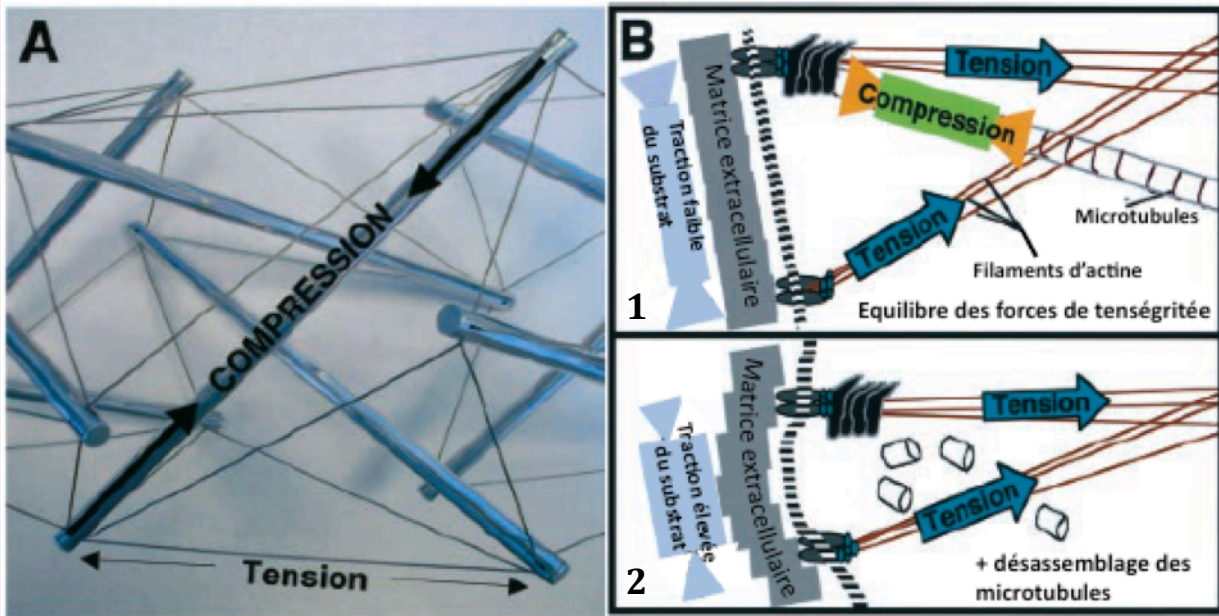 A
COMPRESSION
Tension
B
Tension
Compression
Matrice extracellulaire
Traction faible
du substrat
Tension
Microtubules
Filaments d'actine
1
Equilibre des forces de tenségritée
Matrice extracellulaire
Tension
Traction élevée
du substrat
Tension
2
+ désassemblage des
microtubules